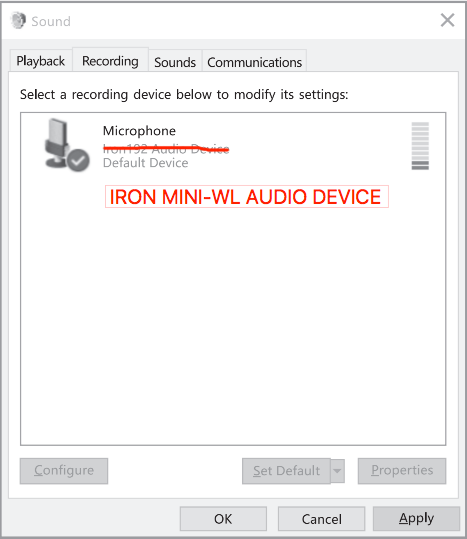 Sound
Playback Recording Sounds Communications
Select a recording device below to modify its settings:
Microphone
Iron192 Audio Device
Default Device
IRON MINI-WL AUDIO DEVICE
Configure Set Default Properties
OK Cancel Apply